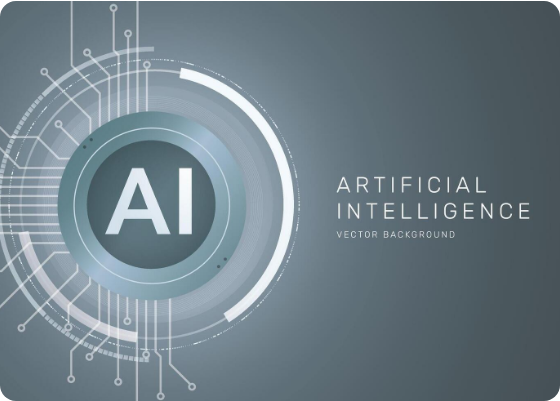 AI
ARTIFICIAL
INTELLIGENCE
VECTOR BACKGROUND